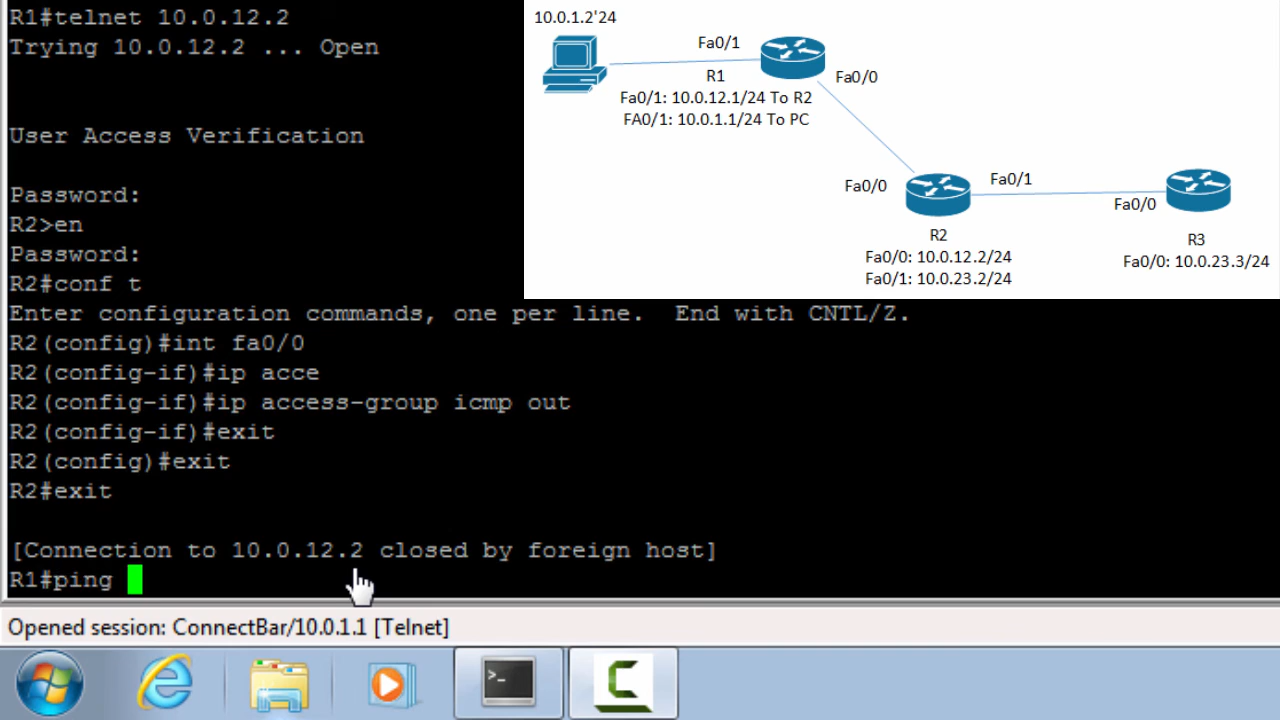 R1#telnet 10.0.12.2
Trying 10.0.12.2 ... Open
User Access Verification
Password:
R2>en
Password:
R2#conf t
Enter configuration commands, one per line.  End with CNTL/Z.
R2(config)#int fa0/0
R2(config-if)#ip acce
R2(config-if)#ip access-group icmp out
R2(config-if)#exit
R2(config)#exit
R2#exit
[Connection to 10.0.12.2 closed by foreign host]
R1#ping
10.0.1.2'24
Fa0/1
R1
Fa0/0
Fa0/1: 10.0.12.1/24 To R2
FA0/1: 10.0.1.1/24 To PC
Fa0/0
Fa0/1
Fa0/0
R2
Fa0/0: 10.0.12.2/24
Fa0/1: 10.0.23.2/24
R3
Fa0/0: 10.0.23.3/24
Opened session: ConnectBar/10.0.1.1 [Telnet]